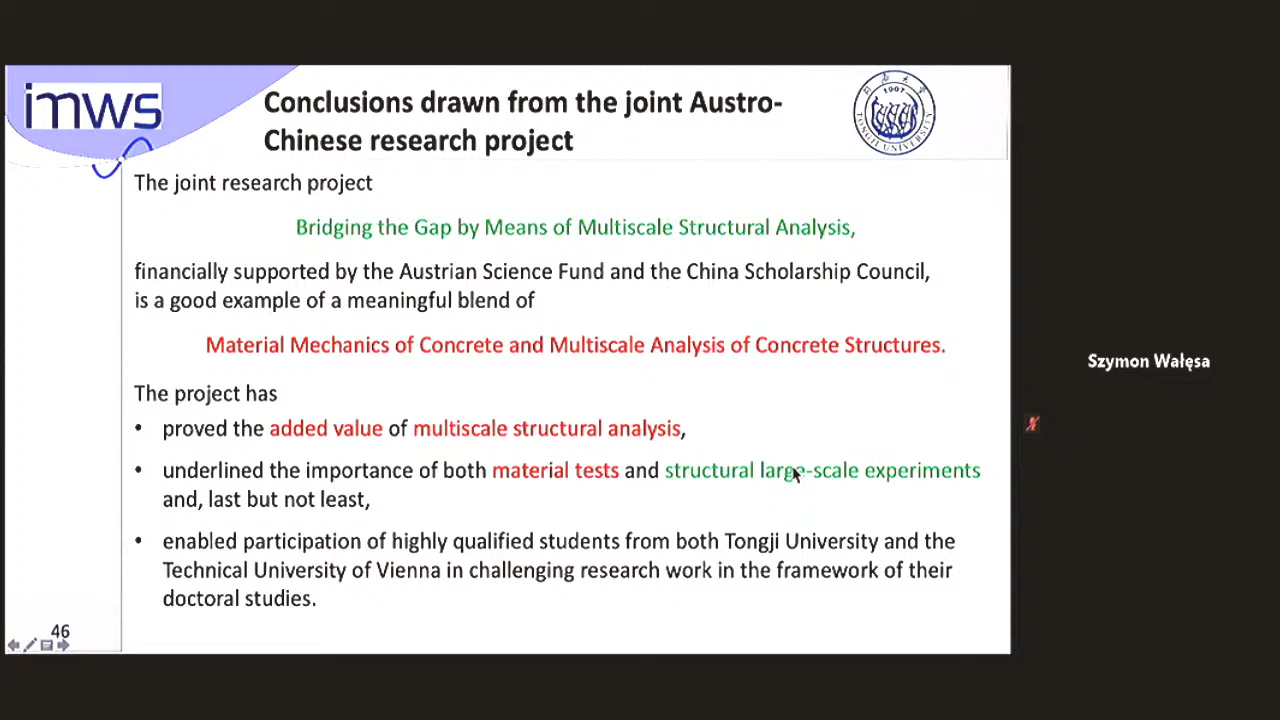 imws
Conclusions drawn from the joint Austro-
Chinese research project
1907
TONGJI UNIVERSITY
The joint research project
Bridging the Gap by Means of Multiscale Structural Analysis,
financially supported by the Austrian Science Fund and the China Scholarship Council,
is a good example of a meaningful blend of
Material Mechanics of Concrete and Multiscale Analysis of Concrete Structures.
The project has
• proved the added value of multiscale structural analysis,
• underlined the importance of both material tests and structural large-scale experiments
and, last but not least,
• enabled participation of highly qualified students from both Tongji University and the
Technical University of Vienna in challenging research work in the framework of their
doctoral studies.
46
Szymon Wałęsa